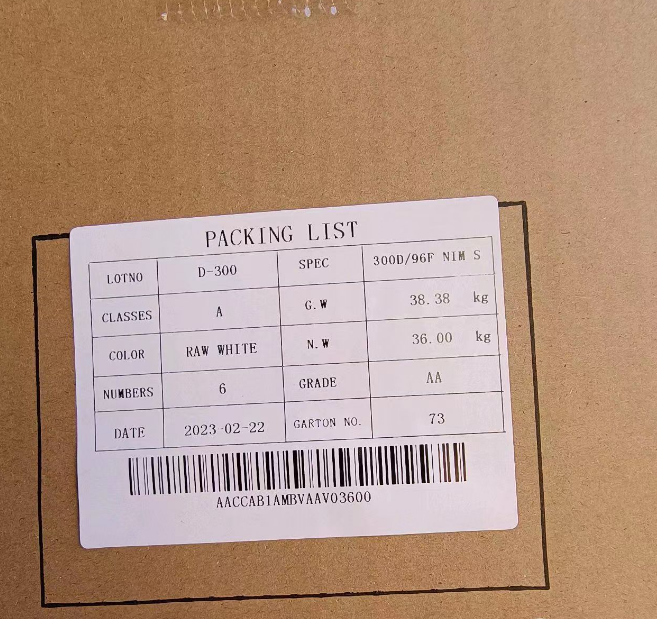 PACKING LIST
LOTNO D-300 SPEC 300D/96F NIM S
CLASSES A G.W 38.38 kg
COLOR RAW WHITE N.W 36.00 kg
NUMBERS 6 GRADE AA
DATE 2023-02-22 GARTON NO. 73
AACCAB1AMBVAAV03600